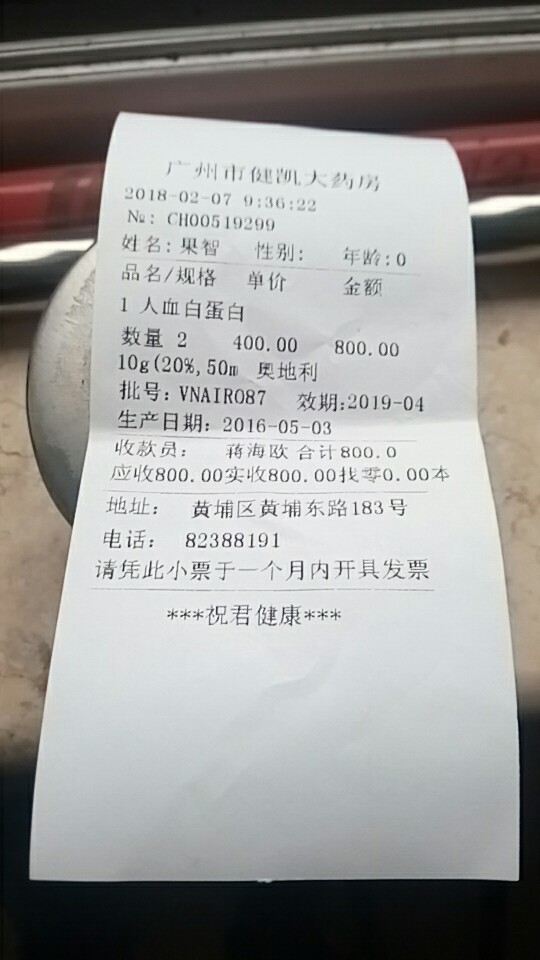 广州市健凯大药房
2018-02-07 9:36:22
№: CH00519299
姓名: 果智 性别: 年龄:0
品名/规格 单价 金额
1 人血白蛋白
数量 2 400.00 800.00
10g(20%,50m 奥地利
批号: VNAIR087 效期:2019-04
生产日期: 2016-05-03
收款员: 蒋海欧 合计800.0
应收800.00实收800.00找零0.00本
地址: 黄埔区黄埔东路183号
电话: 82388191
请凭此小票于一个月内开具发票
***祝君健康***